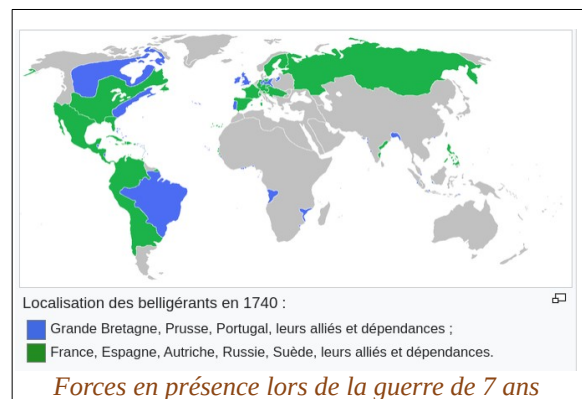 Localisation des belligérants en 1740 :
Grande Bretagne, Prusse, Portugal, leurs alliés et dépendances ;
France, Espagne, Autriche, Russie, Suède, leurs alliés et dépendances.
Forces en présence lors de la guerre de 7 ans